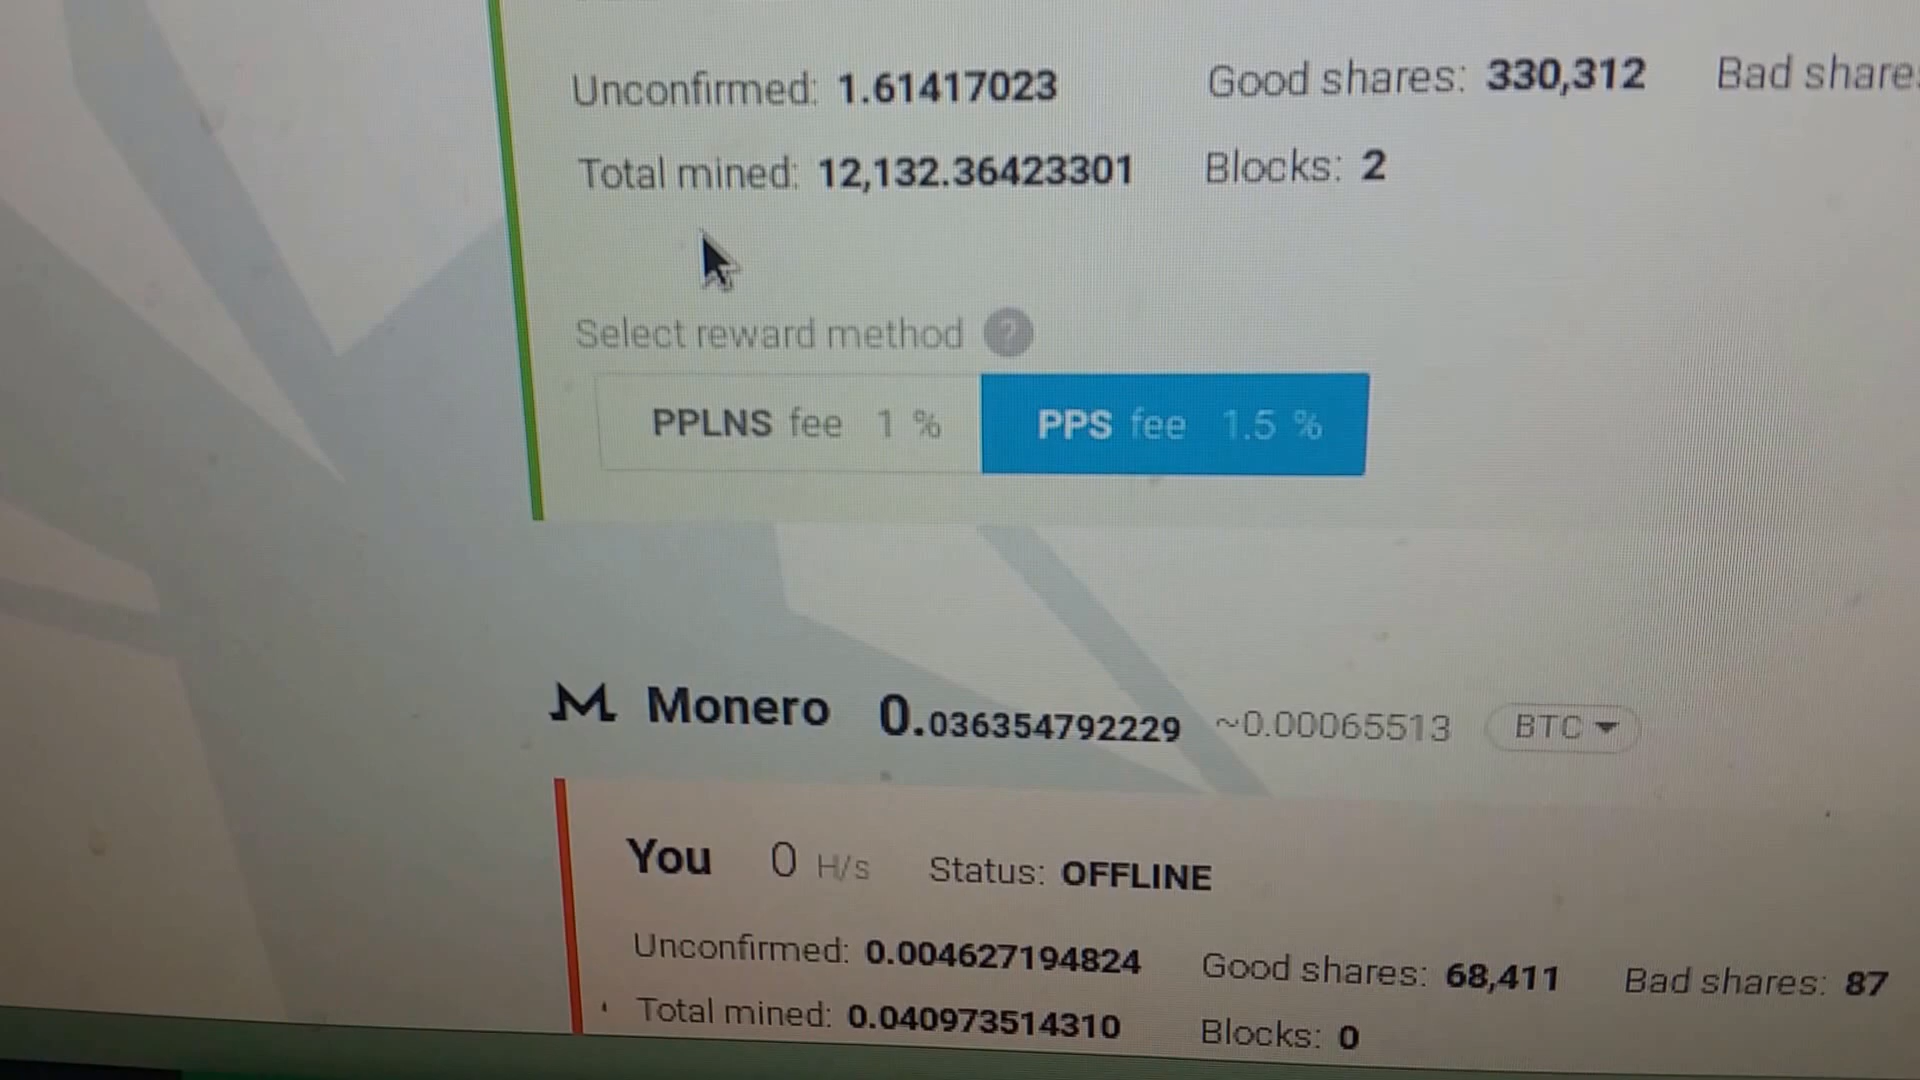 Unconfirmed: 1.61417023 Good shares: 330,312 Bad shares
Total mined: 12,132.36423301 Blocks: 2
Select reward method ?
PPLNS fee 1 % PPS fee 1.5 %
Monero 0.036354792229 ~0.00065513 BTC
You 0 H/s Status: OFFLINE
Unconfirmed: 0.004627194824 Good shares: 68,411 Bad shares: 87
Total mined: 0.040973514310 Blocks: 0